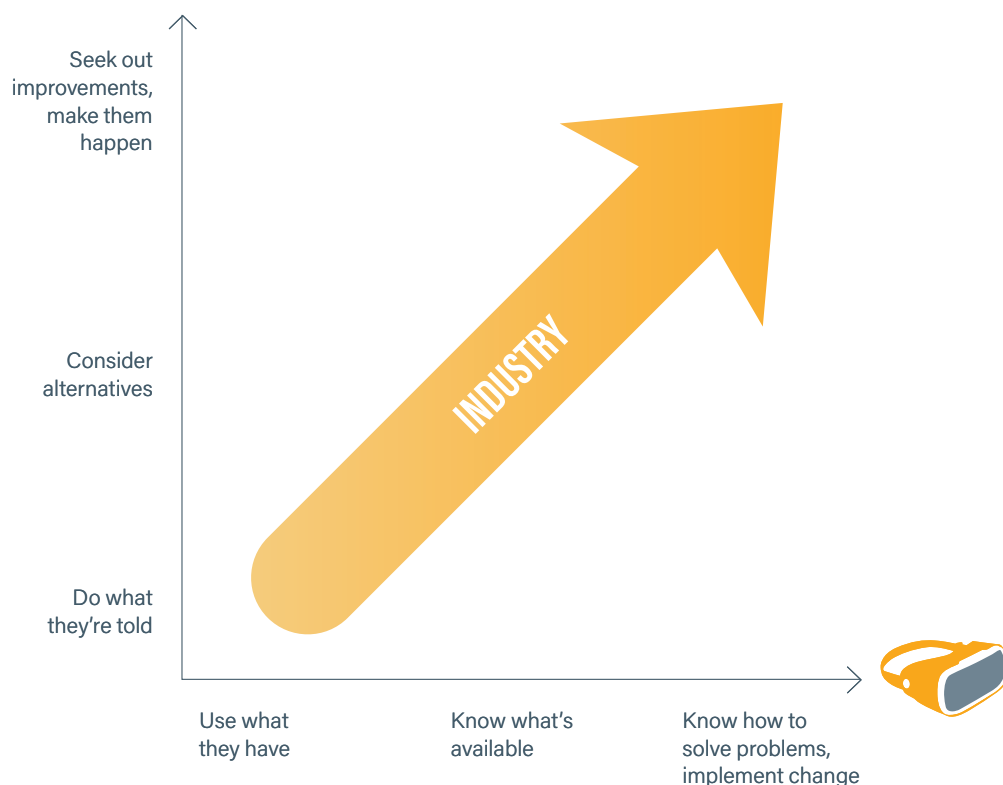 Seek out
improvements,
make them
happen
Consider
alternatives
Do what
they’re told
INDUSTRY
Use what
they have
Know what’s
available
Know how to
solve problems,
implement change